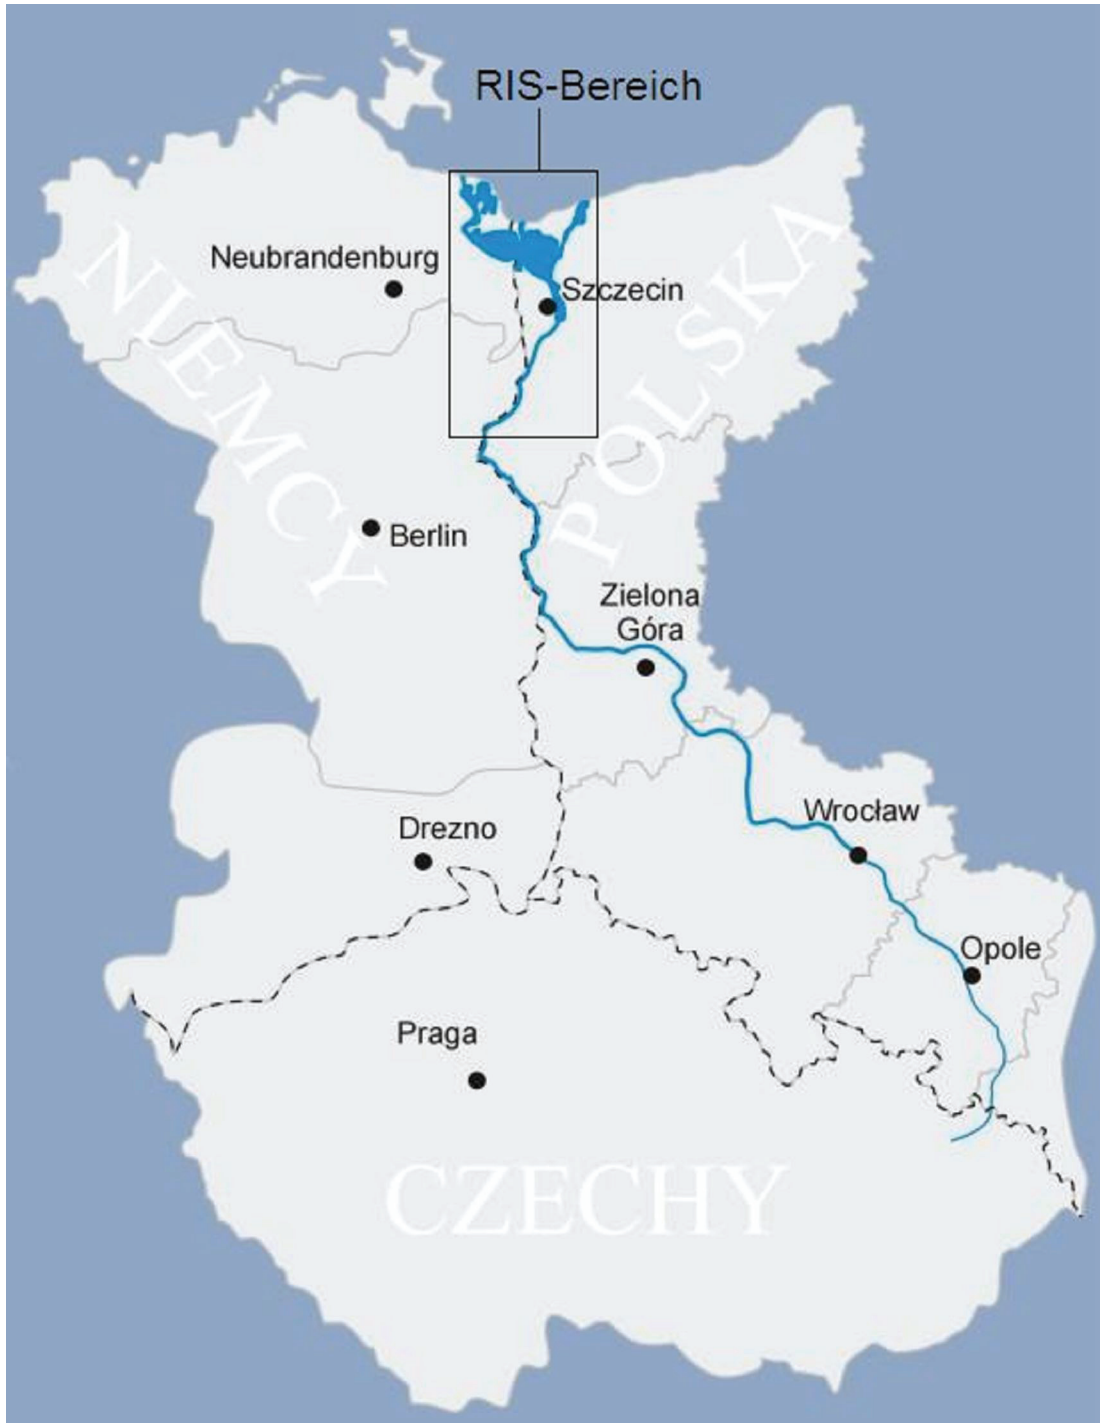 RIS-Bereich
Neubrandenburg
Szczecin
NIEMCY
POLSKA
Berlin
Zielona
Góra
Wrocław
Drezno
Opole
Praga
CZECHY